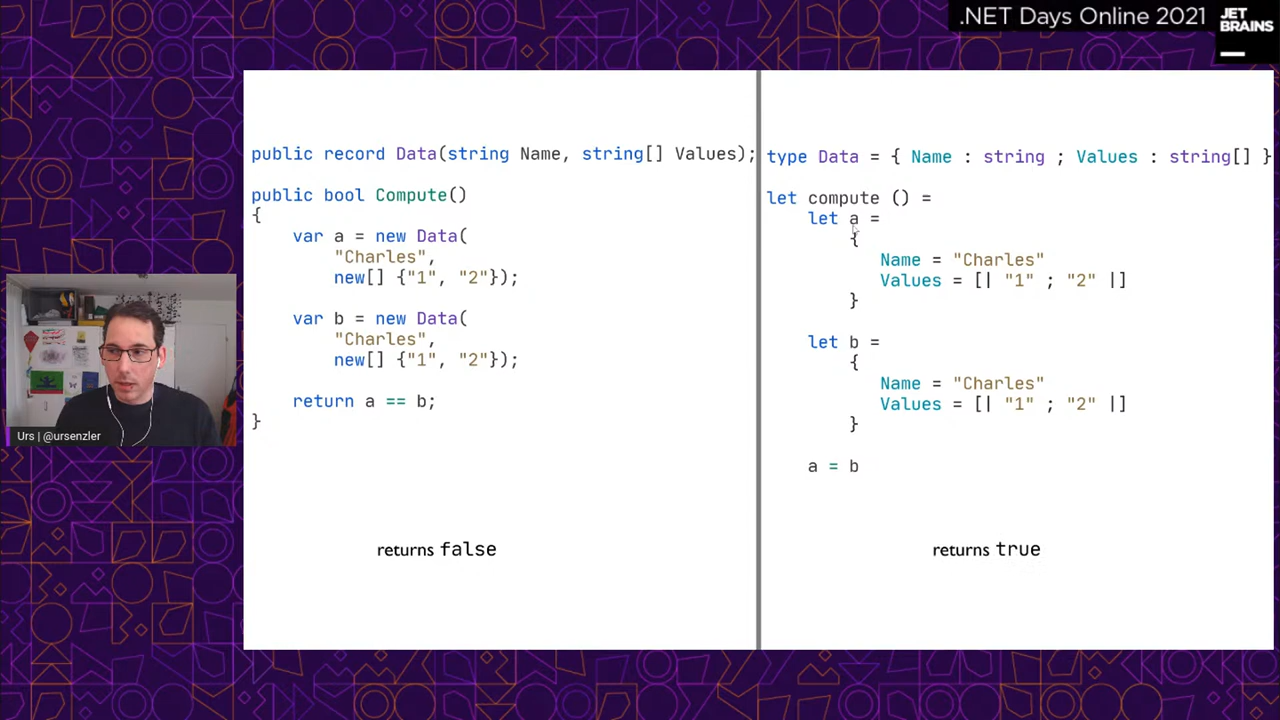 .NET Days Online 2021
JET
BRAINS
public record Data(string Name, string[] Values);
public bool Compute()
{
var a = new Data(
"Charles",
new[] {"1", "2"});
var b = new Data(
"Charles",
new[] {"1", "2"});
return a == b;
}
returns false
type Data = { Name : string ; Values : string[] }
let compute () =
let a =
{
Name = "Charles"
Values = [| "1" ; "2" |]
}
let b =
{
Name = "Charles"
Values = [| "1" ; "2" |]
}
a = b
returns true
Urs | @ursenzler